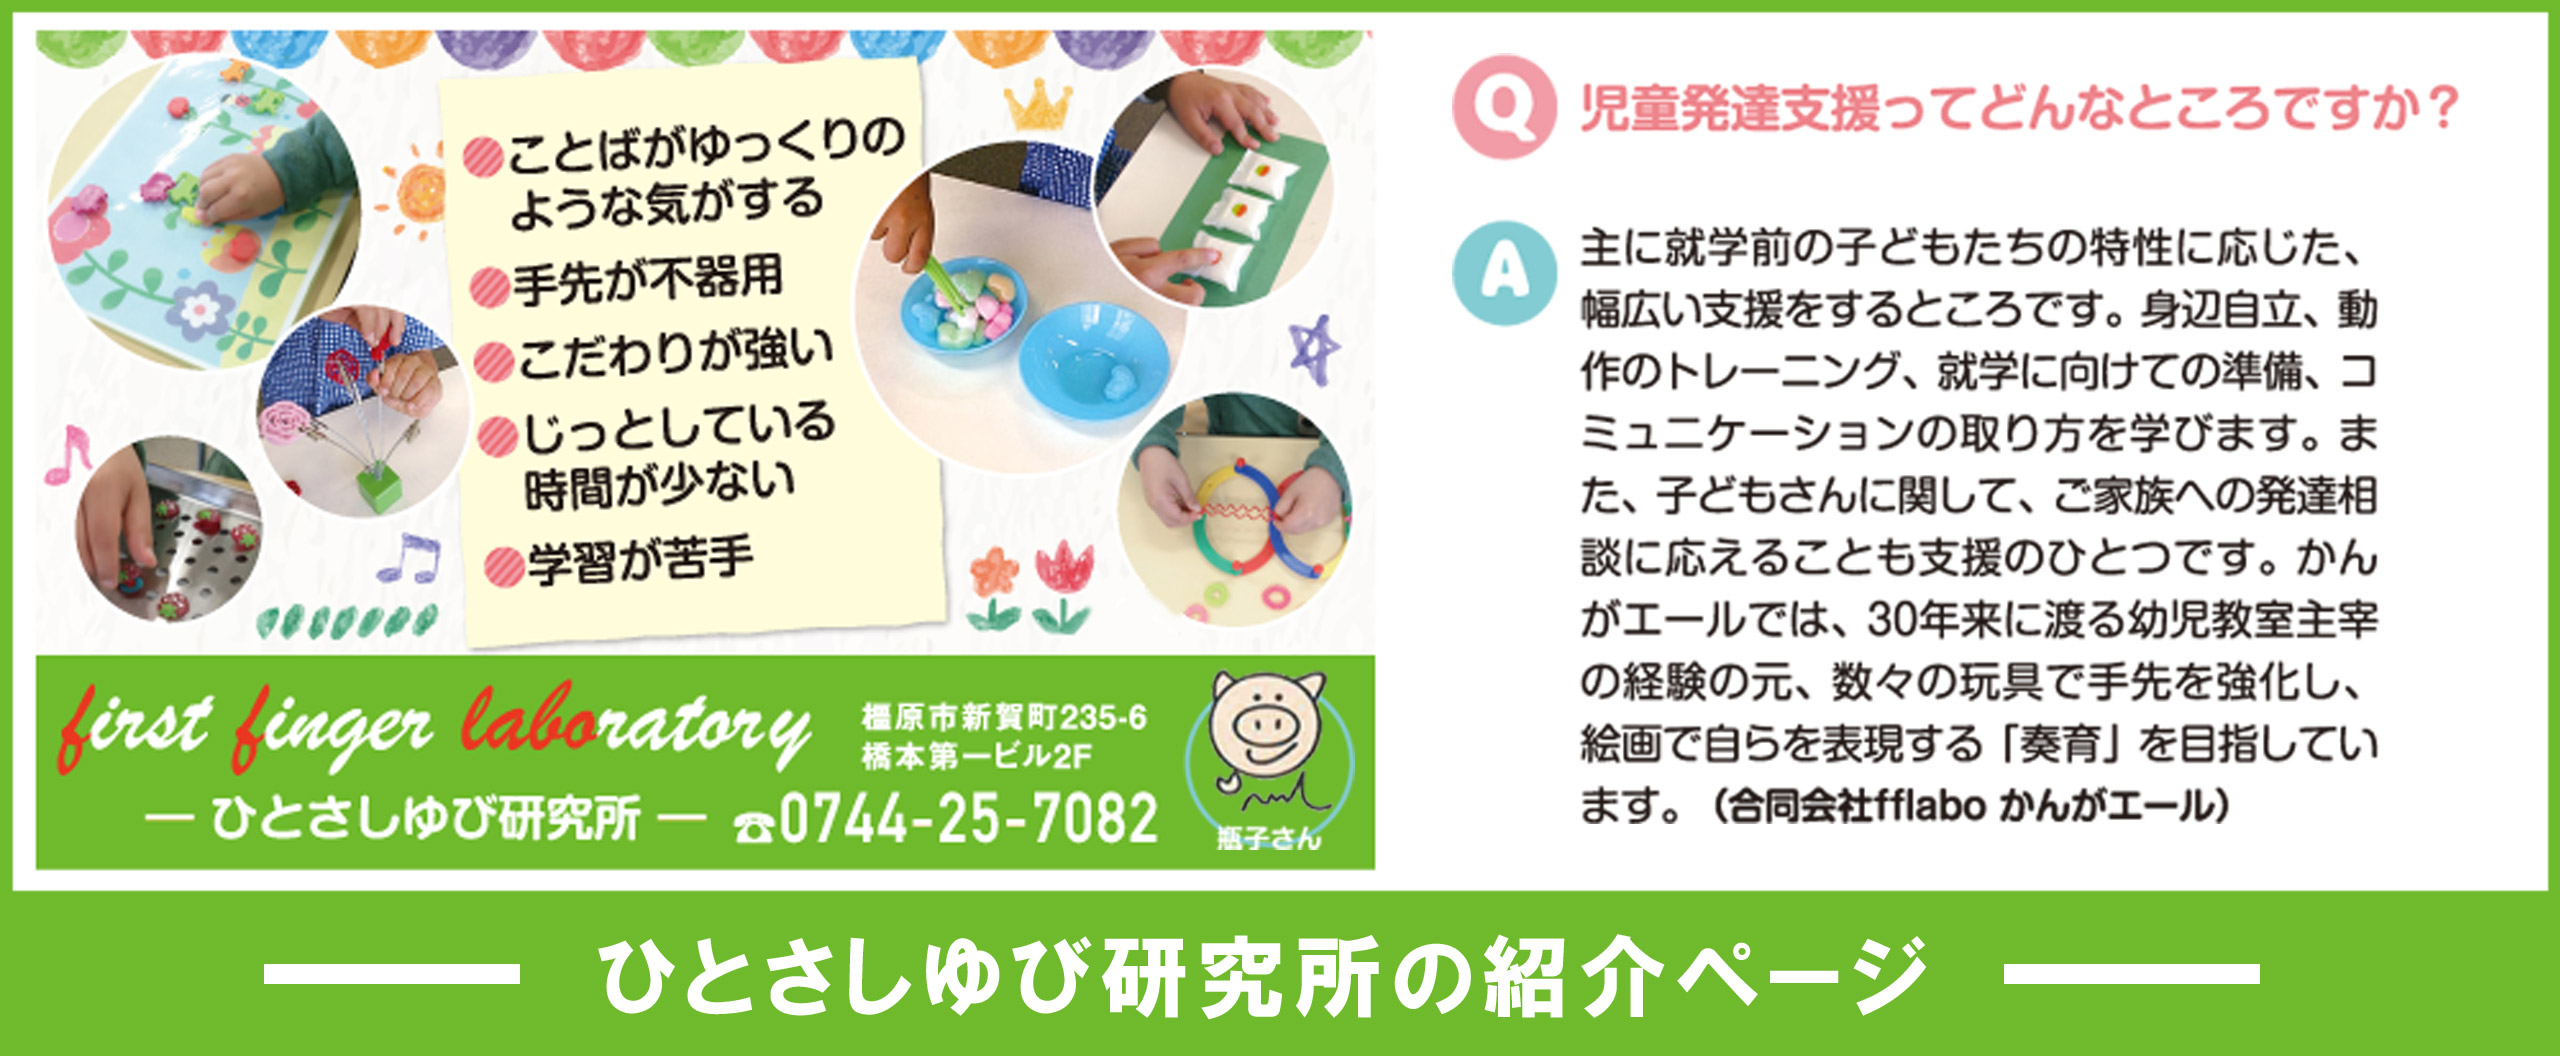 ●ことばがゆっくりの
ような気がする
●手先が不器用
●こだわりが強い
●じっとしている
時間が少ない
●学習が苦手
first finger laboratory
― ひとさしゆび研究所 ―
橿原市新賀町235-6
橋本第一ビル2F
☎0744-25-7082
瓶子さん
Q 児童発達支援ってどんなところですか？
A 主に就学前の子どもたちの特性に応じた、
幅広い支援をするところです。身辺自立、動
作のトレーニング、就学に向けての準備、コ
ミュニケーションの取り方を学びます。ま
た、子どもさんに関して、ご家族への発達相
談に応えることも支援のひとつです。かん
がエールでは、30年来に渡る幼児教室主宰
の経験の元、数々の玩具で手先を強化し、
絵画で自らを表現する「奏育」を目指してい
ます。（合同会社fflabo かんがエール）
ひとさしゆび研究所の紹介ページ